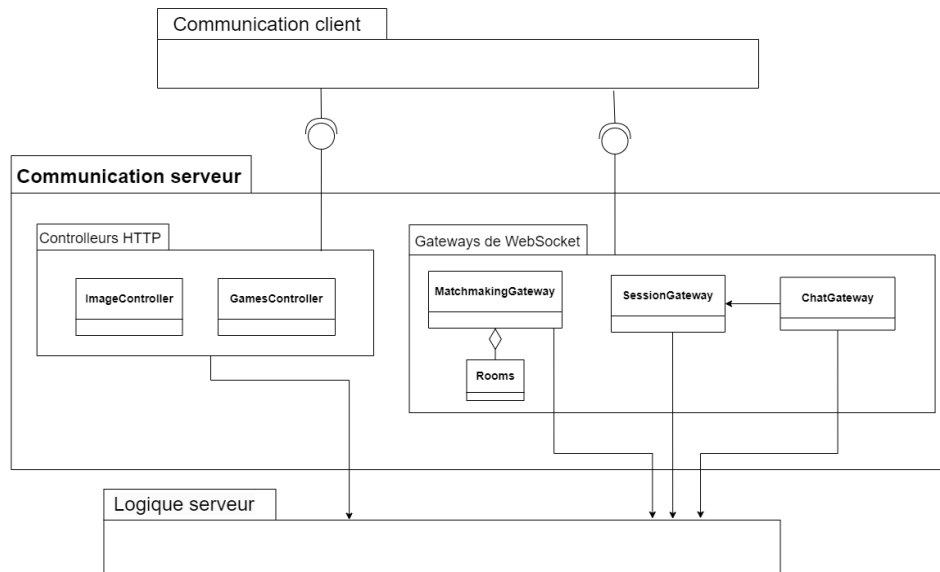 Communication client
Communication serveur
Controlleurs HTTP
ImageController
GamesController
Gateways de WebSocket
MatchmakingGateway
SessionGateway
ChatGateway
Rooms
Logique serveur